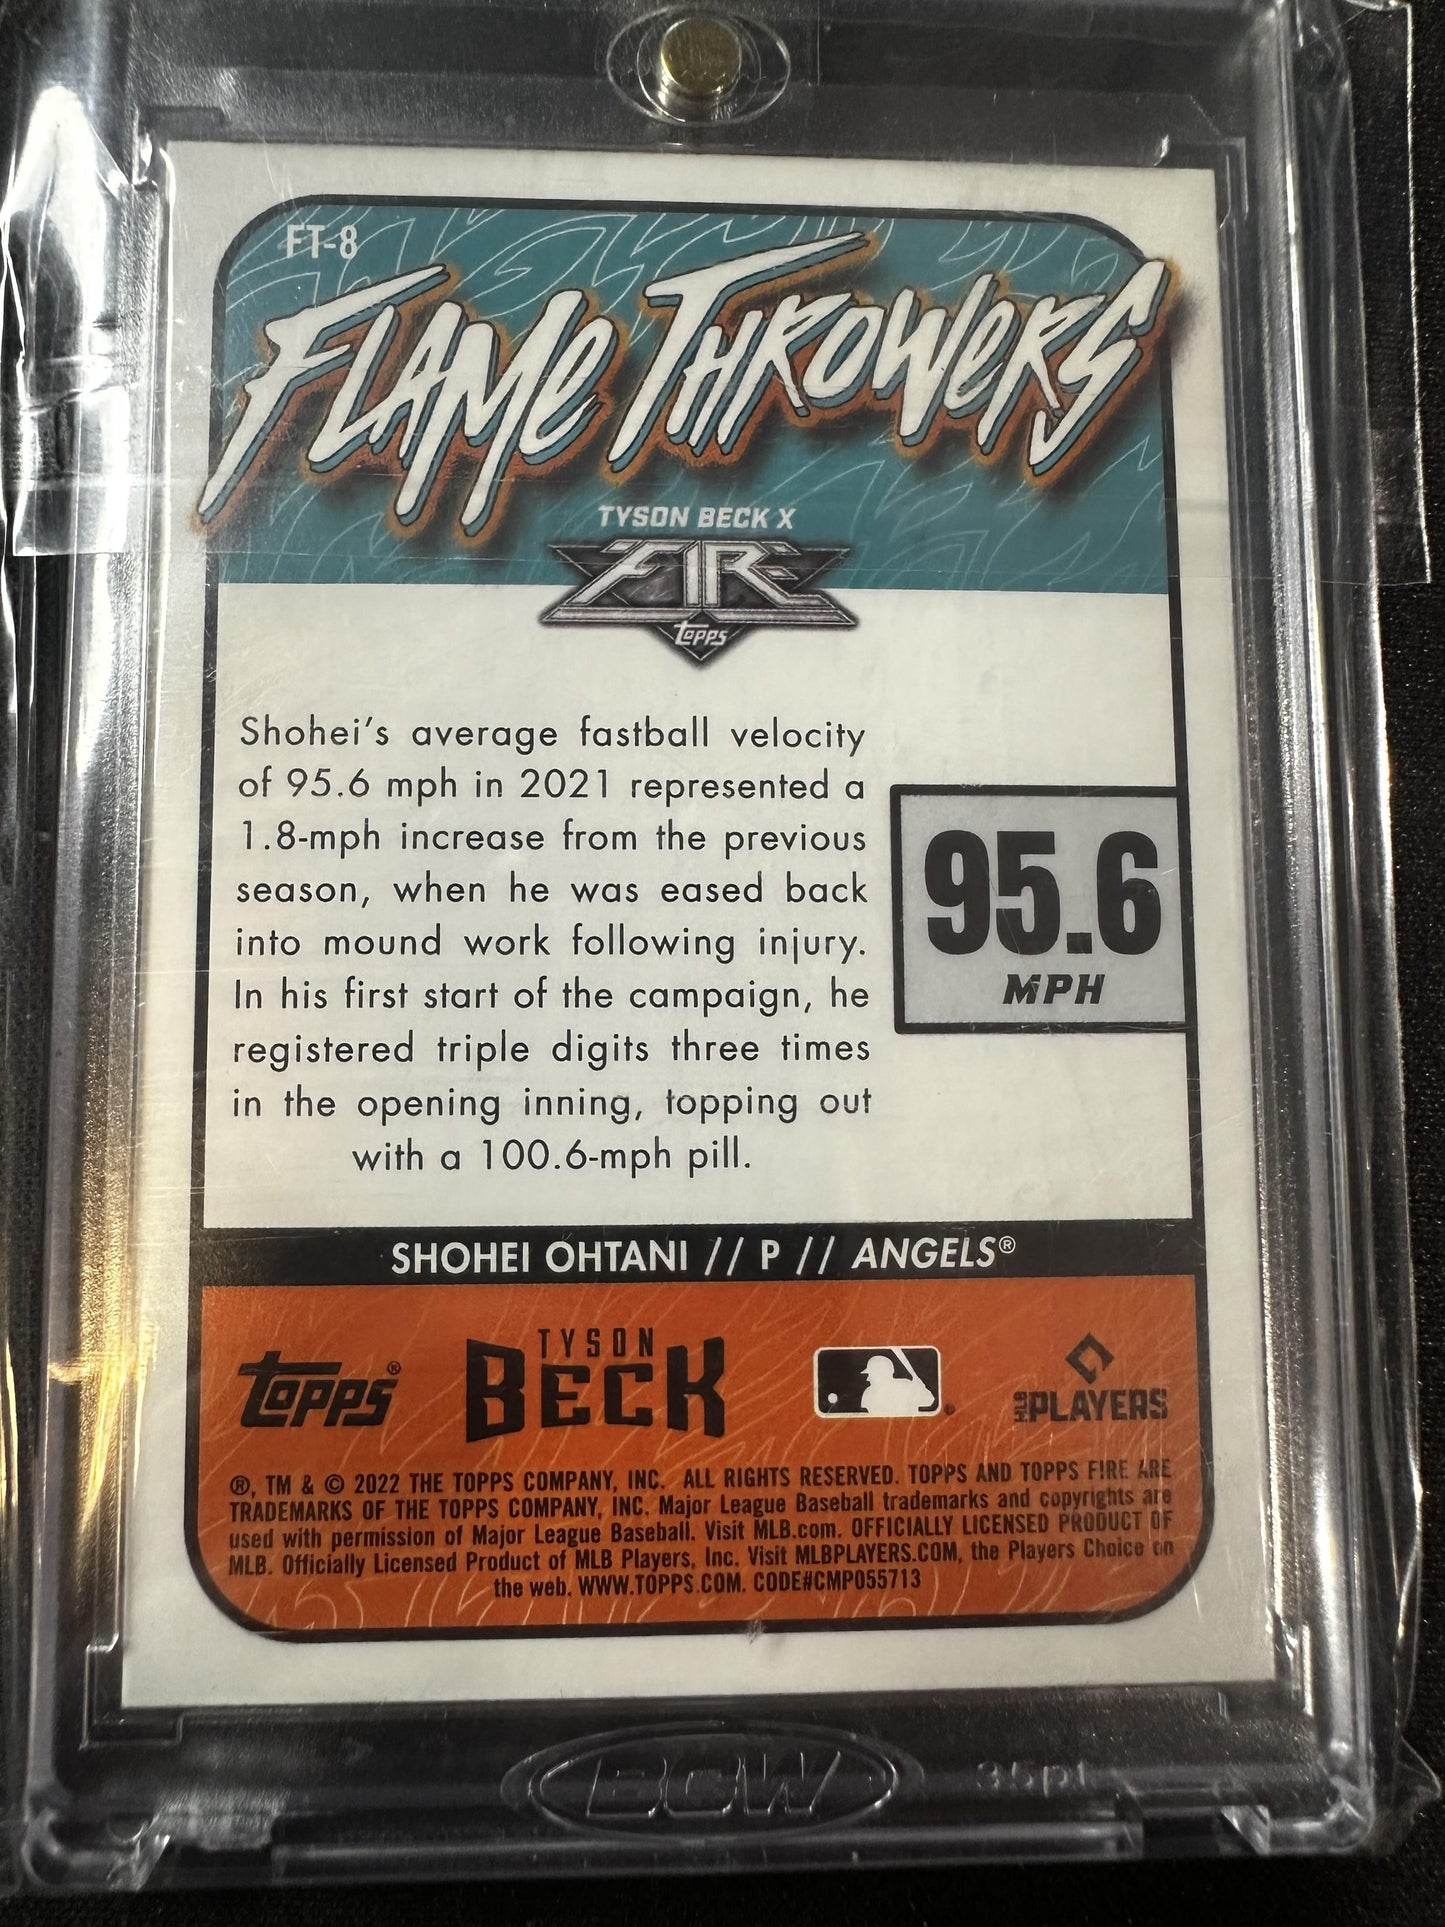 FT-8
FLAME THROWERS
TYSON BECK X
FIRE
TOPPS
Shohei's average fastball velocity
of 95.6 mph in 2021 represented a
1.8-mph increase from the previous
season, when he was eased back
into mound work following injury.
In his first start of the campaign, he
registered triple digits three times
in the opening inning, topping out
with a 100.6-mph pill.
95.6
MPH
SHOHEI OHTANI // P // ANGELS®
TOPPS®
TYSON
BECK
MLB PLAYERS
®, TM & © 2022 THE TOPPS COMPANY, INC. ALL RIGHTS RESERVED. TOPPS AND TOPPS FIRE ARE
TRADEMARKS OF THE TOPPS COMPANY, INC. Major League Baseball trademarks and copyrights are
used with permission of Major League Baseball. Visit MLB.com. OFFICIALLY LICENSED PRODUCT OF
MLB. Officially Licensed Product of MLB Players, Inc. Visit MLBPLAYERS.COM, the Players Choice on
the web. WWW.TOPPS.COM. CODE#CMP055713
BCW
35pt